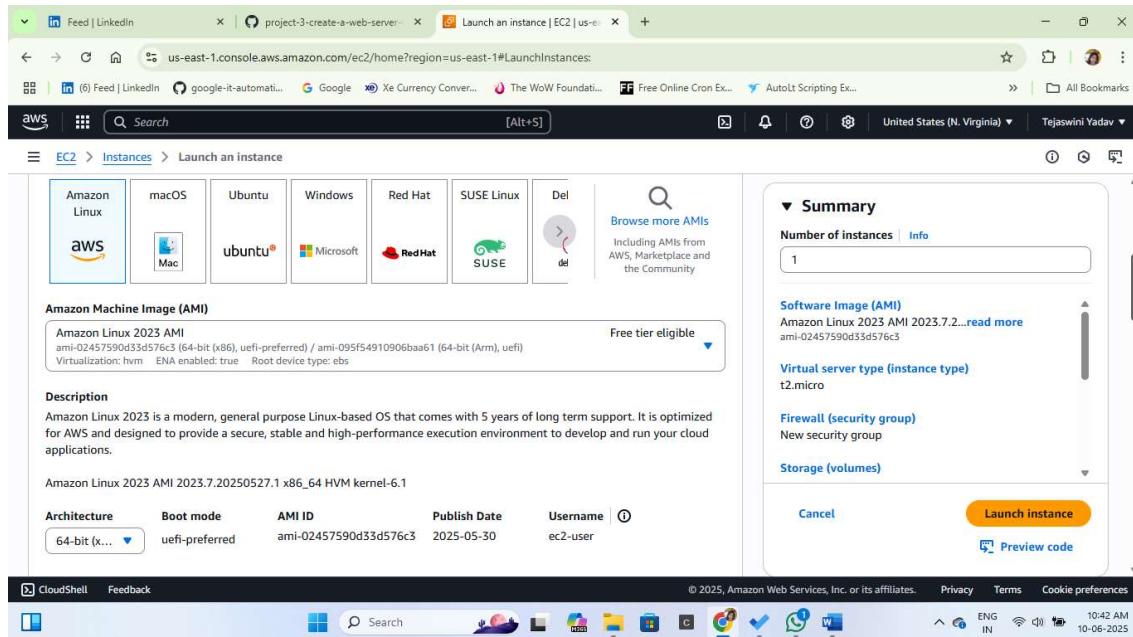 Feed | LinkedIn
project-3-create-a-web-server-
Launch an instance | EC2 | us-ea
us-east-1.console.aws.amazon.com/ec2/home?region=us-east-1#LaunchInstances:
(6) Feed | LinkedIn google-it-automati... Google Xe Currency Conver... The WoW Foundati... FF Free Online Cron Ex... AutoLt Scripting Ex... » All Bookmarks
aws Search [Alt+S] United States (N. Virginia) Tejaswini Yadav
EC2 > Instances > Launch an instance
Amazon Linux
aws
macOS
Mac
Ubuntu
ubuntu
Windows
Microsoft
Red Hat
Red Hat
SUSE Linux
SUSE
Del
del
Browse more AMIs
Including AMIs from
AWS, Marketplace and
the Community
Amazon Machine Image (AMI)
Amazon Linux 2023 AMI Free tier eligible
ami-02457590d33d576c3 (64-bit (x86), uefi-preferred) / ami-095f54910906baa61 (64-bit (Arm), uefi)
Virtualization: hvm ENA enabled: true Root device type: ebs
Description
Amazon Linux 2023 is a modern, general purpose Linux-based OS that comes with 5 years of long term support. It is optimized
for AWS and designed to provide a secure, stable and high-performance execution environment to develop and run your cloud
applications.
Amazon Linux 2023 AMI 2023.7.20250527.1 x86_64 HVM kernel-6.1
Architecture Boot mode AMI ID Publish Date Username
64-bit (x... uefi-preferred ami-02457590d33d576c3 2025-05-30 ec2-user
Summary
Number of instances Info
1
Software Image (AMI)
Amazon Linux 2023 AMI 2023.7.2...read more
ami-02457590d33d576c3
Virtual server type (instance type)
t2.micro
Firewall (security group)
New security group
Storage (volumes)
Cancel Launch instance
Preview code
CloudShell Feedback © 2025, Amazon Web Services, Inc. or its affiliates. Privacy Terms Cookie preferences
Search ENG 10:42 AM
IN 10-06-2025